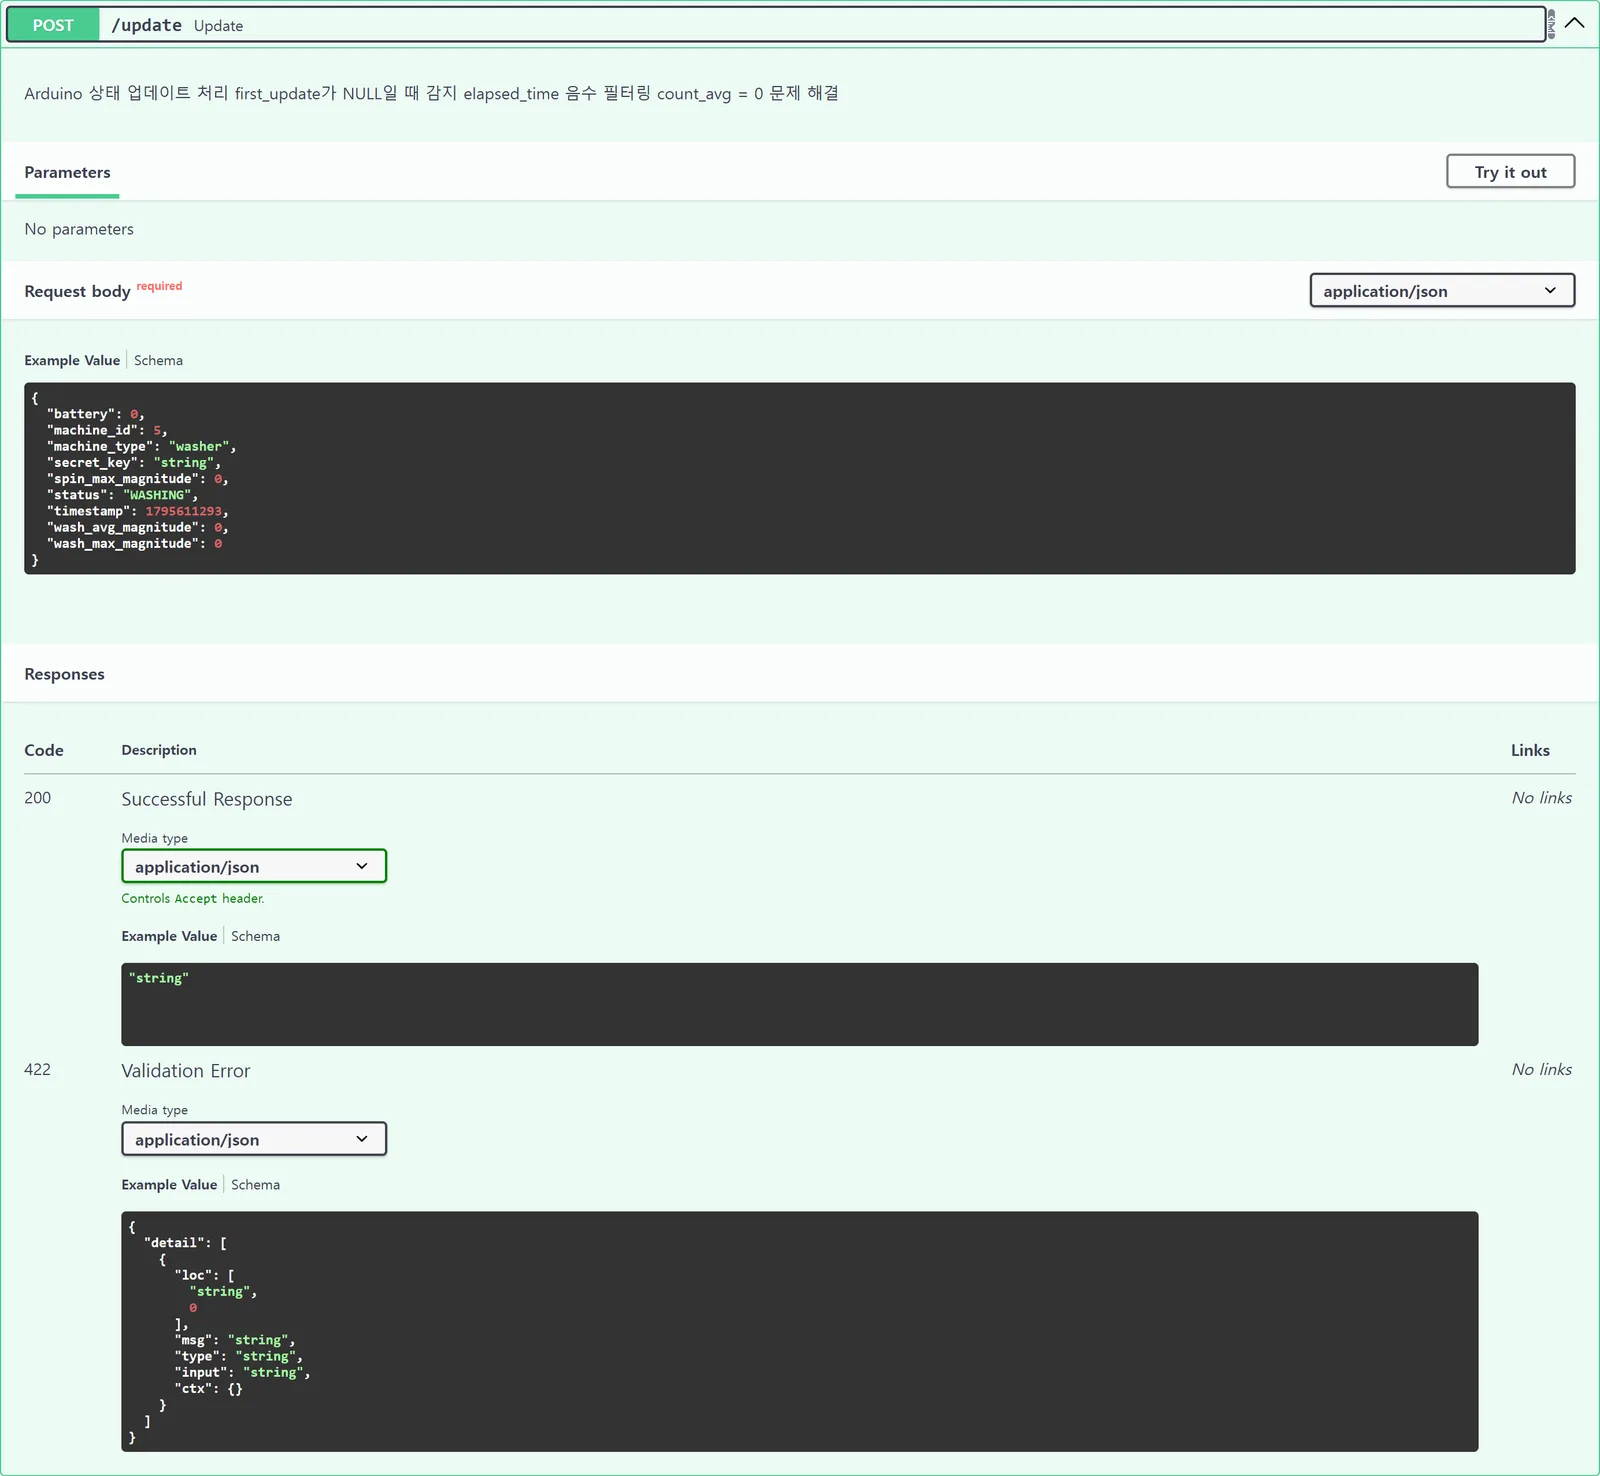 POST /update Update
Arduino 상태 업데이트 처리 first_update가 NULL일 때 감지 elapsed_time 음수 필터링 count_avg = 0 문제 해결
Parameters
Try it out
No parameters
Request body required
application/json
Example Value Schema
{
  "battery": 0,
  "machine_id": 5,
  "machine_type": "washer",
  "secret_key": "string",
  "spin_max_magnitude": 0,
  "status": "WASHING",
  "timestamp": 1795611293,
  "wash_avg_magnitude": 0,
  "wash_max_magnitude": 0
}
Responses
Code Description Links
200 Successful Response No links
Media type
application/json
Controls Accept header.
Example Value Schema
"string"
422 Validation Error No links
Media type
application/json
Example Value Schema
{
  "detail": [
    {
      "loc": [
        "string",
        0
      ],
      "msg": "string",
      "type": "string",
      "input": "string",
      "ctx": {}
    }
  ]
}